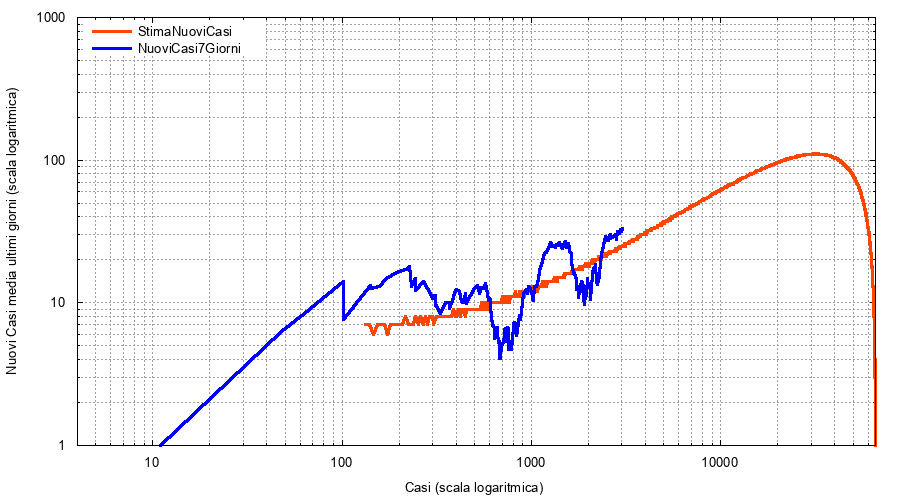 1000
100
10
1
StimaNuoviCasi
NuoviCasi7Giorni
Nuovi Casi media ultimi giorni (scala logaritmica)
10
100
1000
10000
Casi (scala logaritmica)